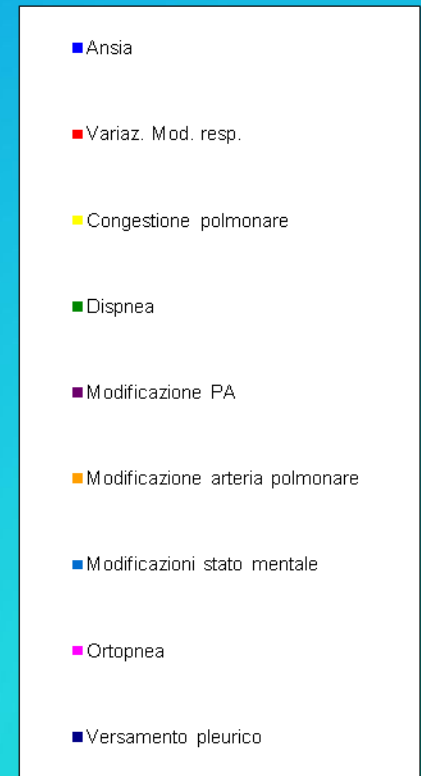 Ansia
Variaz. Mod. resp.
Congestione polmonare
Dispnea
Modificazione PA
Modificazione arteria polmonare
Modificazioni stato mentale
Ortopnea
Versamento pleurico